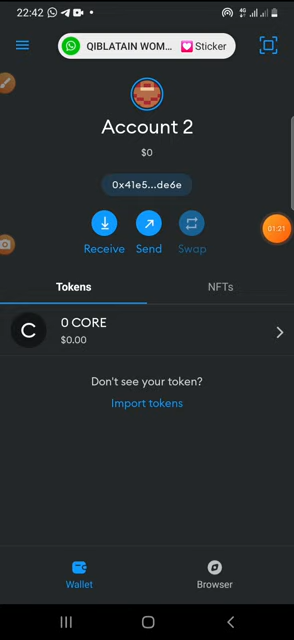 22:42
4G
QIBLATAIN WOM... Sticker
Account 2
$0
0x41e5...de6e
Receive Send Swap
01:21
Tokens NFTs
C
0 CORE
$0.00
Don't see your token?
Import tokens
Wallet Browser